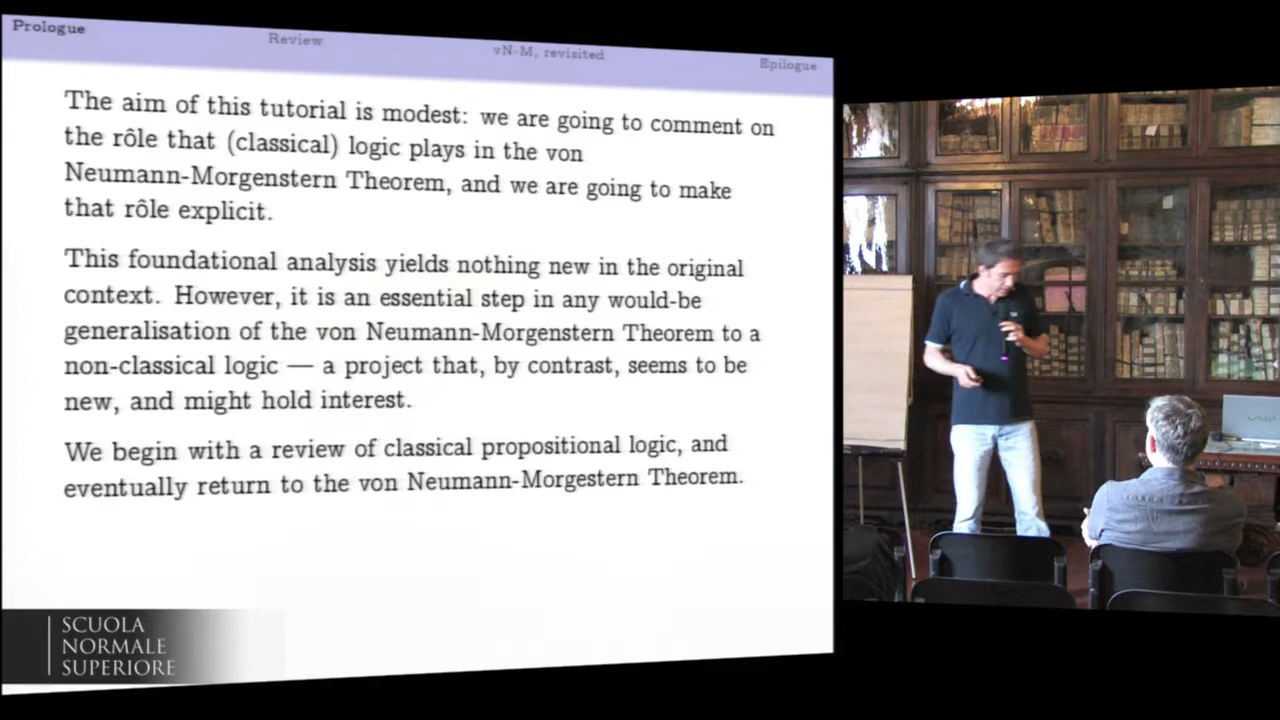 Prologue
Review
vN-M, revisited
Epilogue
The aim of this tutorial is modest: we are going to comment on
the rôle that (classical) logic plays in the von
Neumann-Morgenstern Theorem, and we are going to make
that rôle explicit.
This foundational analysis yields nothing new in the original
context. However, it is an essential step in any would-be
generalisation of the von Neumann-Morgenstern Theorem to a
non-classical logic — a project that, by contrast, seems to be
new, and might hold interest.
We begin with a review of classical propositional logic, and
eventually return to the von Neumann-Morgestern Theorem.
SCUOLA
NORMALE
SUPERIORE
VAIO